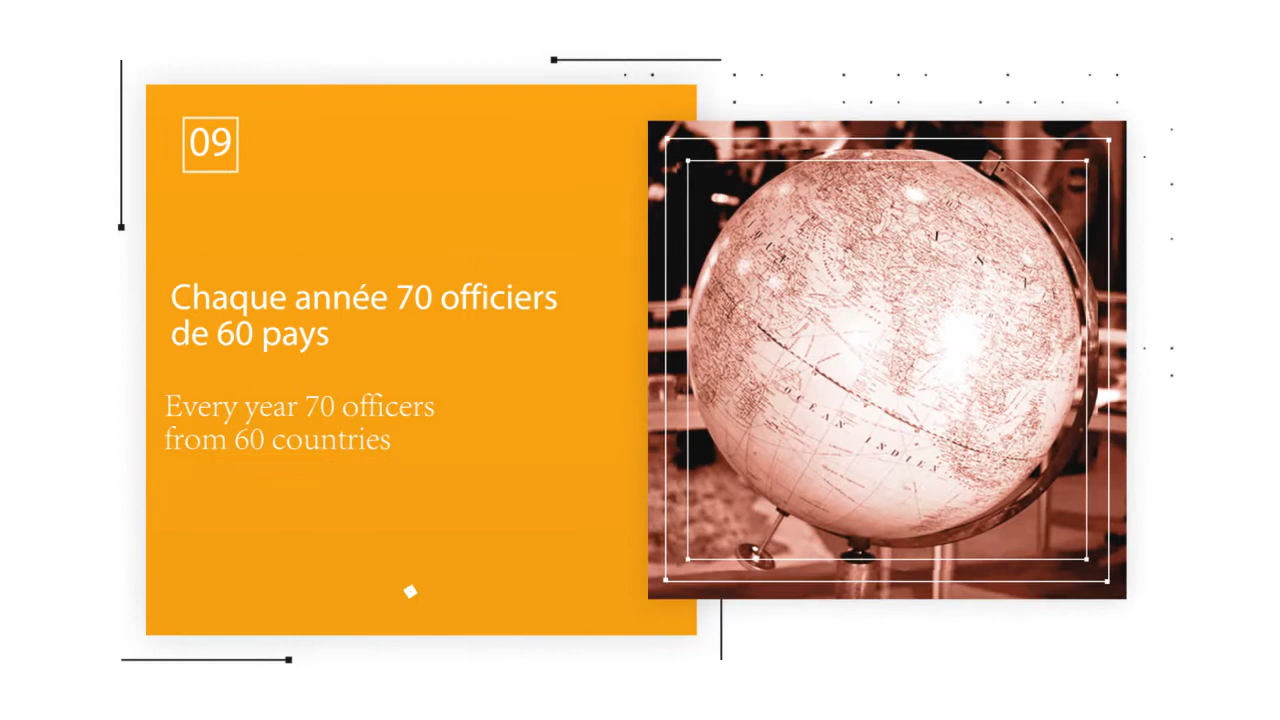 09
Chaque année 70 officiers
de 60 pays
Every year 70 officers
from 60 countries
OCEAN INDIEN